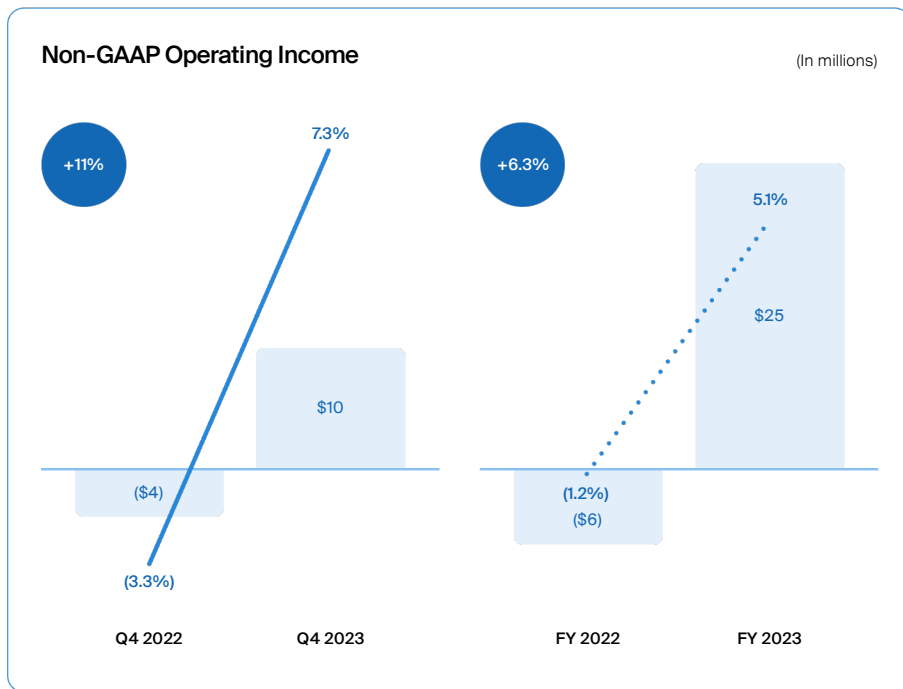 Non-GAAP Operating Income
(In millions)
+11%
7.3%
$10
($4)
(3.3%)
Q4 2022
Q4 2023
+6.3%
5.1%
$25
(1.2%)
($6)
FY 2022
FY 2023